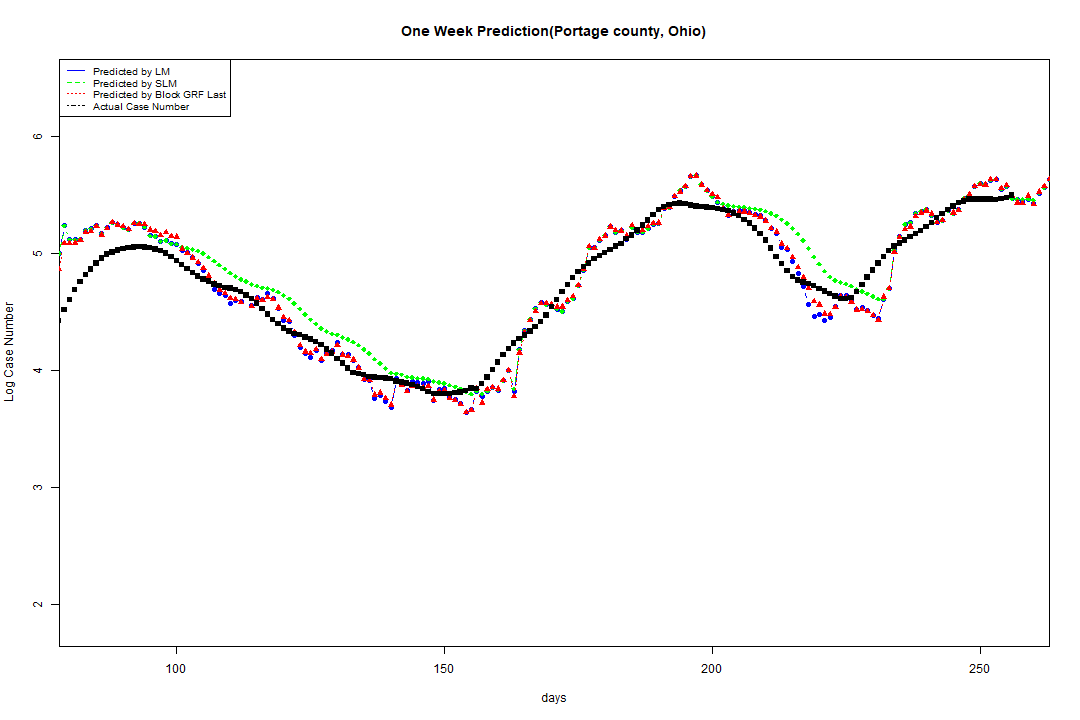 One Week Prediction(Portage county, Ohio)
Predicted by LM
Predicted by SLM
Predicted by Block GRF Last
Actual Case Number
6
5
4
3
2
Log Case Number
100 150 200 250
days